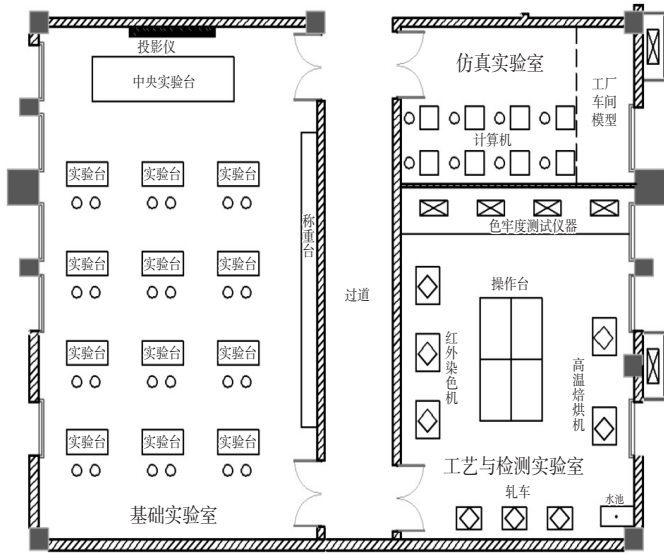 投影仪
中央实验台
仿真实验室
工厂
车间
模型
计算机
实验台 实验台 实验台
称重台
色牢度测试仪器
实验台 实验台 实验台
过道
操作台
红外染色机
高温焙烘机
实验台 实验台 实验台
实验台 实验台 实验台
工艺与检测实验室
轧车
水池
基础实验室